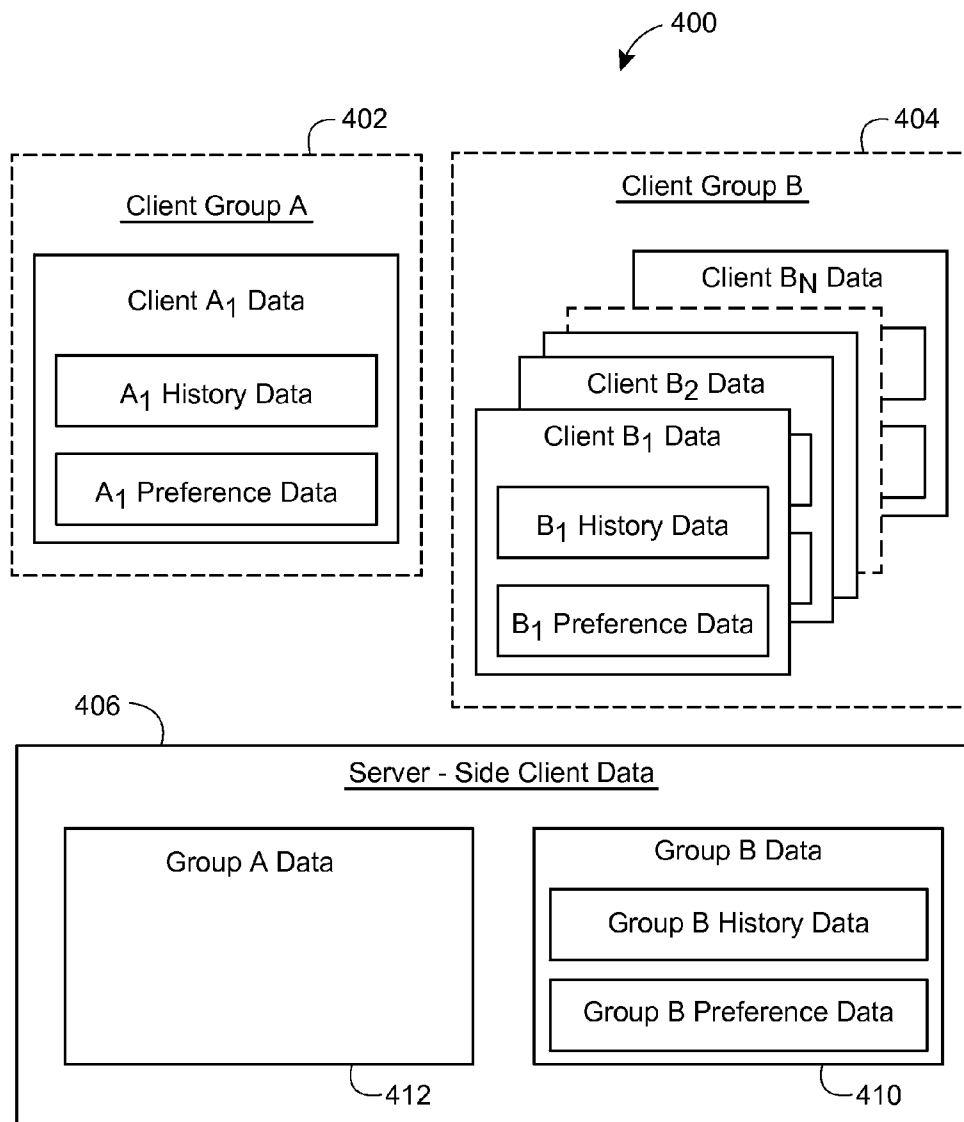 400
402
Client Group A
Client A1 Data
A1 History Data
A1 Preference Data
404
Client Group B
Client BN Data
Client B2 Data
Client B1 Data
B1 History Data
B1 Preference Data
406
Server - Side Client Data
Group A Data
412
Group B Data
Group B History Data
Group B Preference Data
410